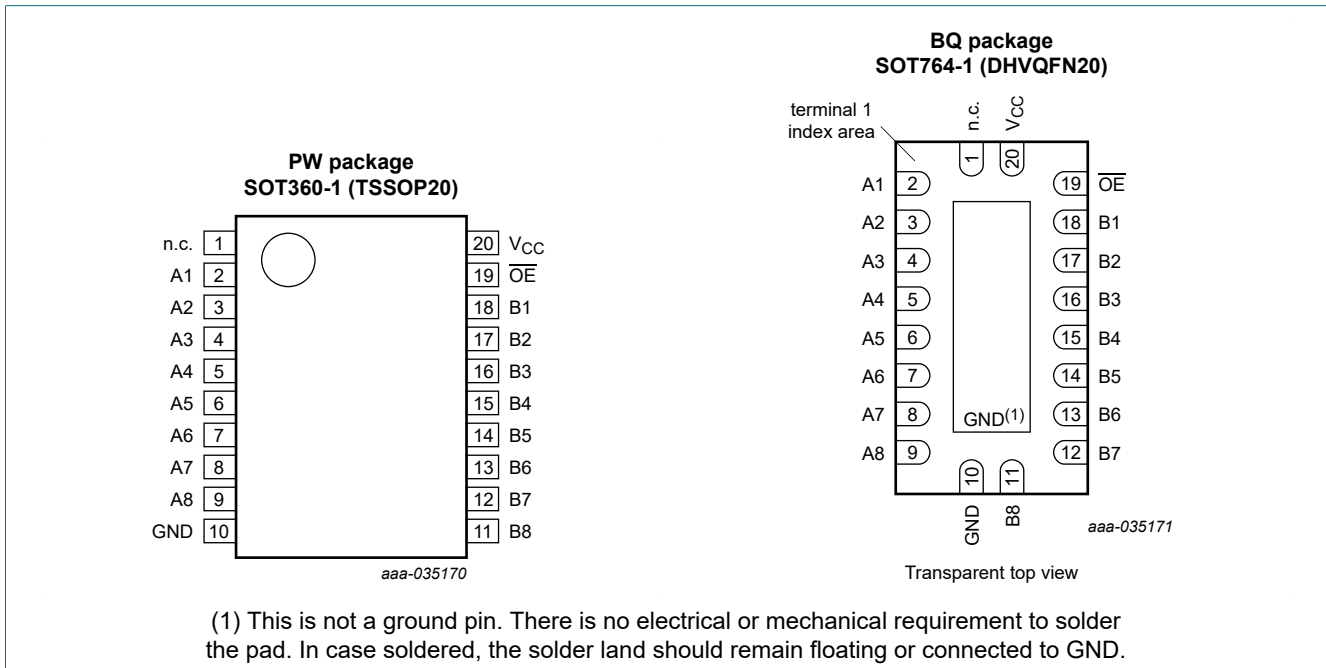 PW package
SOT360-1 (TSSOP20)
n.c. 1 20 VCC
A1 2 19 OE
A2 3 18 B1
A3 4 17 B2
A4 5 16 B3
A5 6 15 B4
A6 7 14 B5
A7 8 13 B6
A8 9 12 B7
GND 10 11 B8
aaa-035170
BQ package
SOT764-1 (DHVQFN20)
terminal 1
index area
n.c. VCC
1 20
A1 2 19 OE
A2 3 18 B1
A3 4 17 B2
A4 5 16 B3
A5 6 15 B4
A6 7 14 B5
A7 8 GND(1) 13 B6
A8 9 12 B7
10 11
GND B8
aaa-035171
Transparent top view
(1) This is not a ground pin. There is no electrical or mechanical requirement to solder
the pad. In case soldered, the solder land should remain floating or connected to GND.